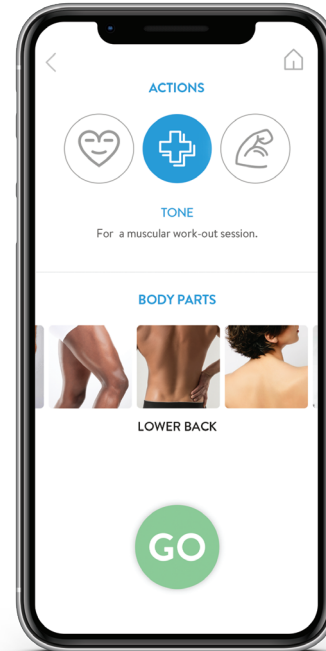 ACTIONS
TONE
For a muscular work-out session.
BODY PARTS
LOWER BACK
GO